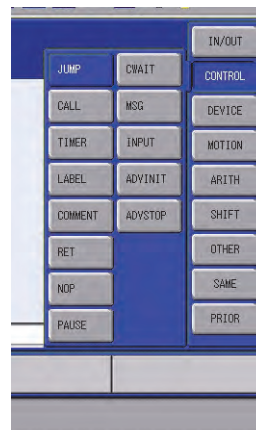 IN/OUT
JUMP CWAIT CONTROL
CALL MSG DEVICE
TIMER INPUT MOTION
LABEL ADVINIT ARITH
COMMENT ADVSTOP SHIFT
RET OTHER
NOP SAME
PAUSE PRIOR